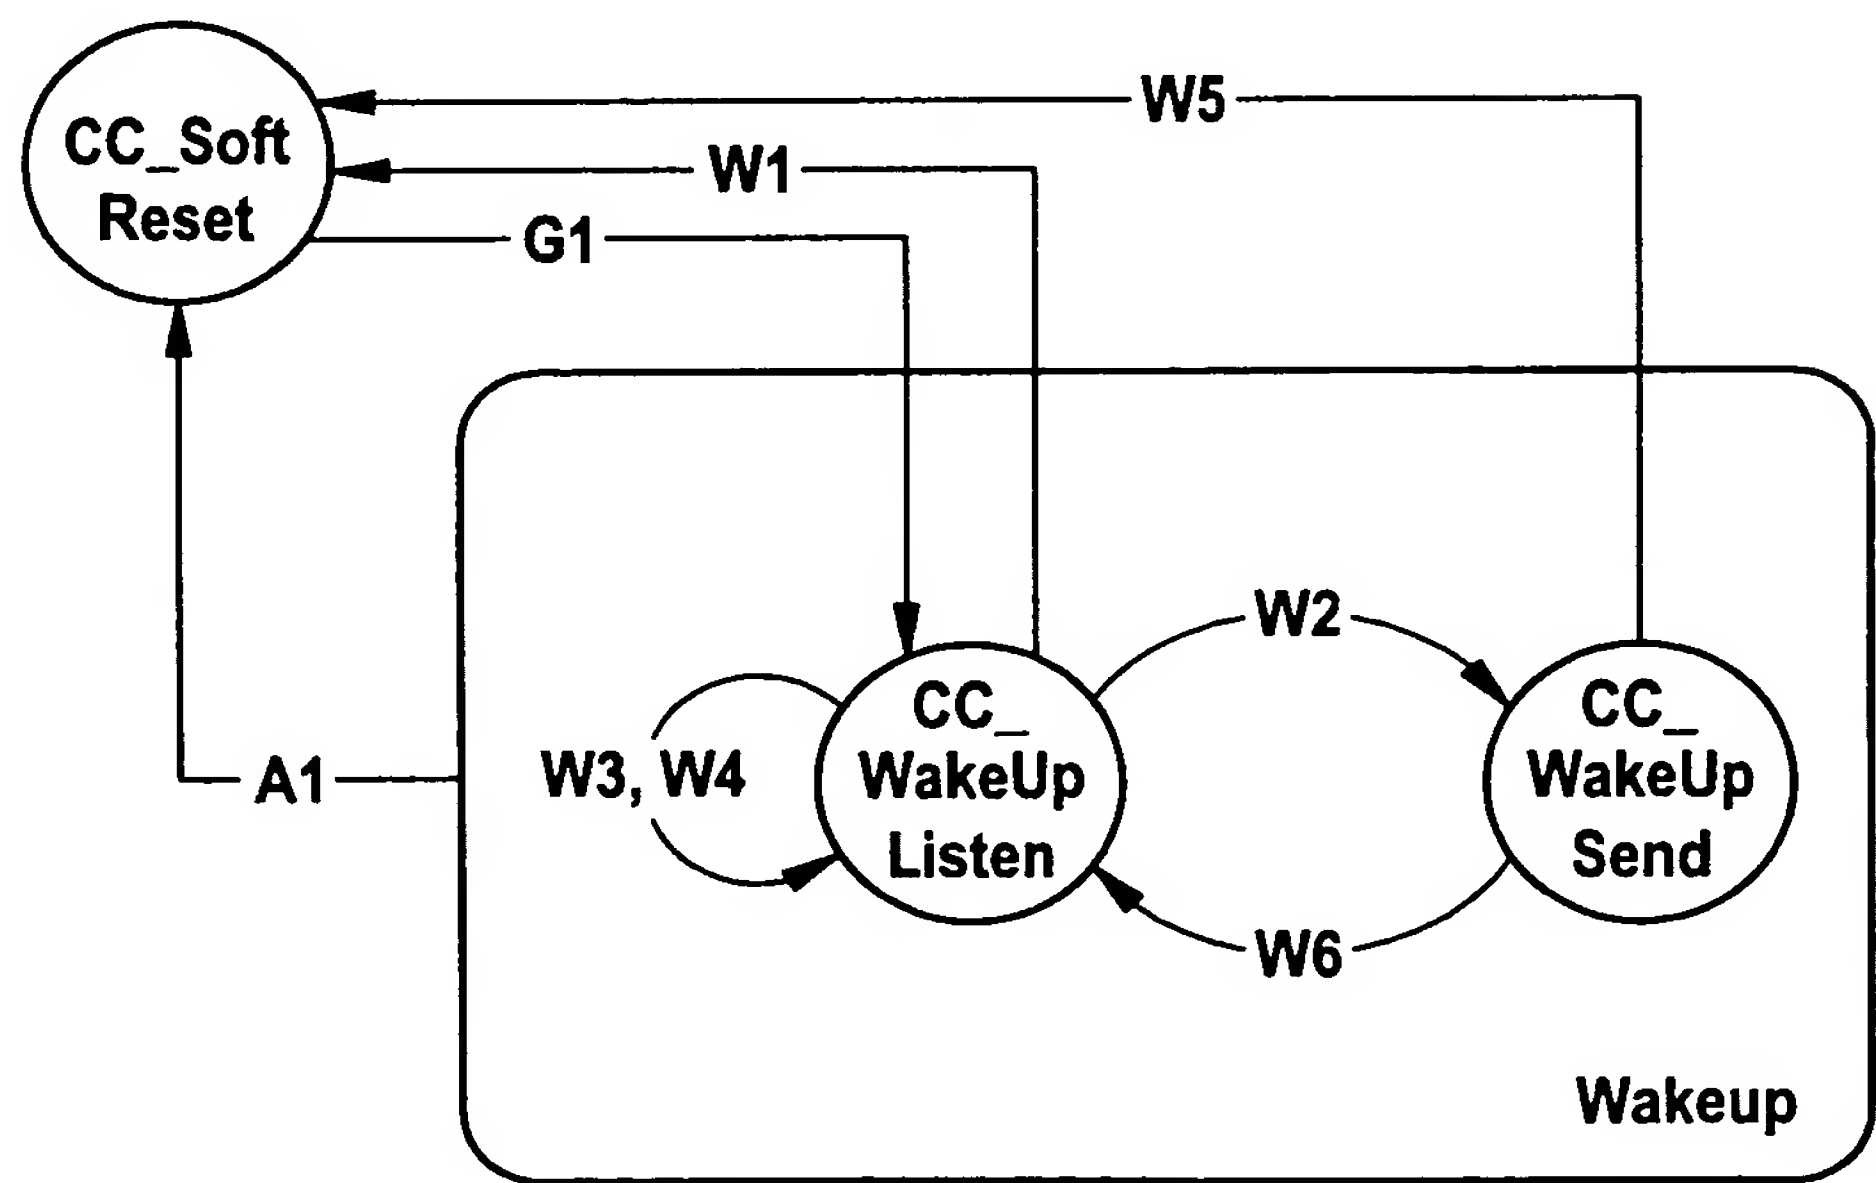 W5
CC_Soft
Reset
W1
G1
W2
CC_
WakeUp
Listen
CC_
WakeUp
Send
W3, W4
A1
W6
Wakeup